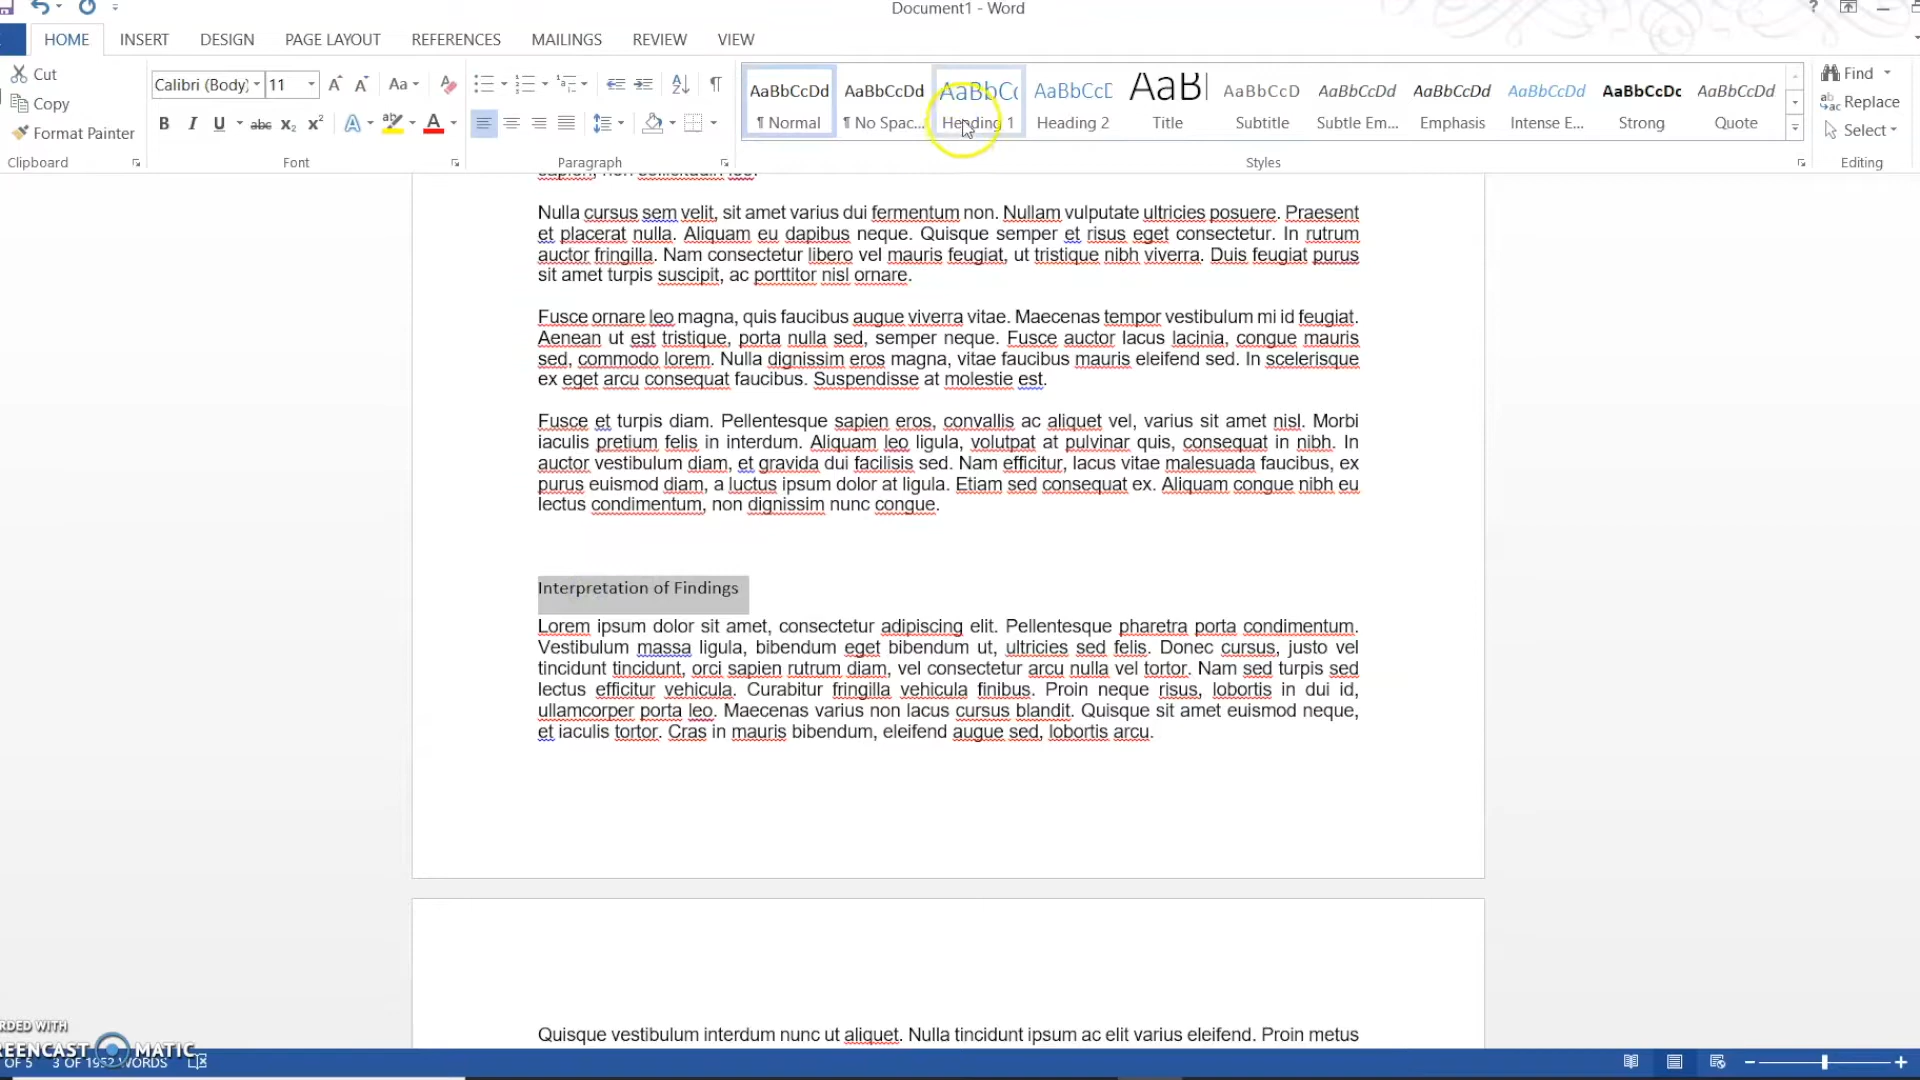 Document1 - Word
?
HOME INSERT DESIGN PAGE LAYOUT REFERENCES MAILINGS REVIEW VIEW
Cut
Copy
Format Painter
Clipboard
Calibri (Body) 11 Aa
B I U abc X₂ X² A ab A
Font
Paragraph
AaBbCcDd AaBbCcDd AaBbCc AaBbCcD AaB AaBbCcD AaBbCcDd AaBbCcDd AaBbCcDd AaBbCcDc AaBbCcDd
¶ Normal ¶ No Spac... Heading 1 Heading 2 Title Subtitle Subtle Em... Emphasis Intense E... Strong Quote
Styles
Find
Replace
Select
Editing
Nulla cursus sem velit, sit amet varius dui fermentum non. Nullam vulputate ultricies posuere. Praesent
et placerat nulla. Aliquam eu dapibus neque. Quisque semper et risus eget consectetur. In rutrum
auctor fringilla. Nam consectetur libero vel mauris feugiat, ut tristique nibh viverra. Duis feugiat purus
sit amet turpis suscipit, ac porttitor nisl ornare.
Fusce ornare leo magna, quis faucibus augue viverra vitae. Maecenas tempor vestibulum mi id feugiat.
Aenean ut est tristique, porta nulla sed, semper neque. Fusce auctor lacus lacinia, congue mauris
sed, commodo lorem. Nulla dignissim eros magna, vitae faucibus mauris eleifend sed. In scelerisque
ex eget arcu consequat faucibus. Suspendisse at molestie est.
Fusce et turpis diam. Pellentesque sapien eros, convallis ac aliquet vel, varius sit amet nisl. Morbi
iaculis pretium felis in interdum. Aliquam leo ligula, volutpat at pulvinar quis, consequat in nibh. In
auctor vestibulum diam, et gravida dui facilisis sed. Nam efficitur, lacus vitae malesuada faucibus, ex
purus euismod diam, a luctus ipsum dolor at ligula. Etiam sed consequat ex. Aliquam congue nibh eu
lectus condimentum, non dignissim nunc congue.
Interpretation of Findings
Lorem ipsum dolor sit amet, consectetur adipiscing elit. Pellentesque pharetra porta condimentum.
Vestibulum massa ligula, bibendum eget bibendum ut, ultricies sed felis. Donec cursus, justo vel
tincidunt tincidunt, orci sapien rutrum diam, vel consectetur arcu nulla vel tortor. Nam sed turpis sed
lectus efficitur vehicula. Curabitur fringilla vehicula finibus. Proin neque risus, lobortis in dui id,
ullamcorper porta leo. Maecenas varius non lacus cursus blandit. Quisque sit amet euismod neque,
et iaculis tortor. Cras in mauris bibendum, eleifend augue sed, lobortis arcu.
Quisque vestibulum interdum nunc ut aliquet. Nulla tincidunt ipsum ac elit varius eleifend. Proin metus
RDED WITH
REENCAST MATIC
OF 5 3 OF 1952 WORDS